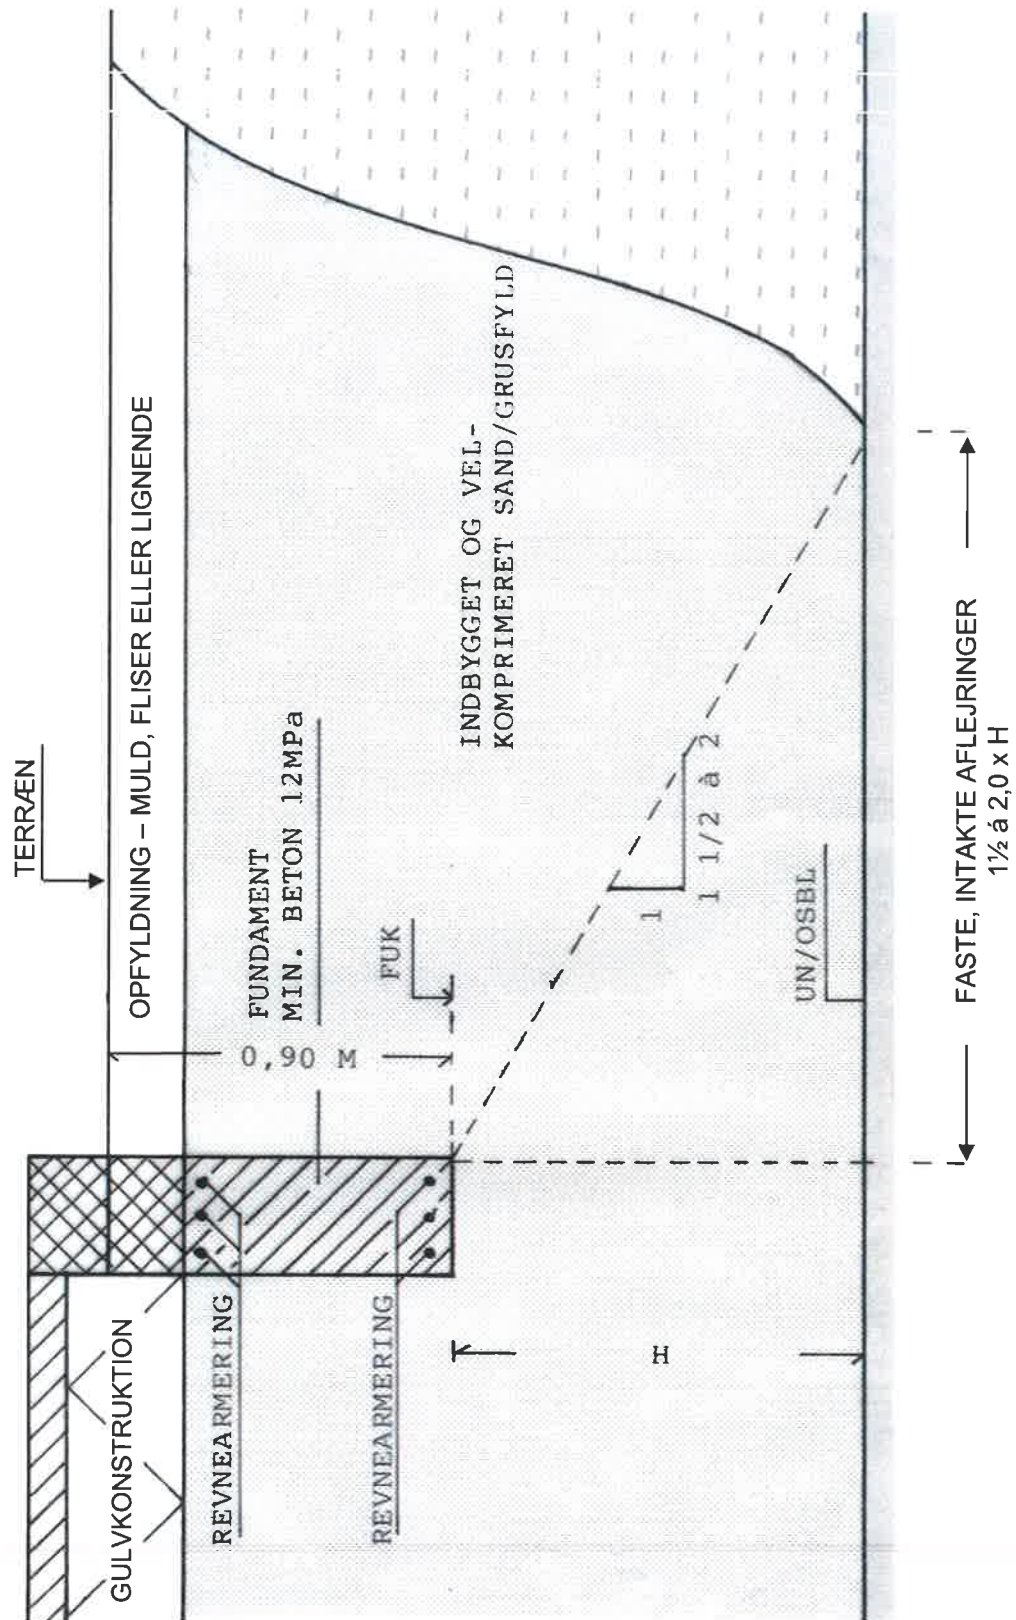 TERRÆN
OPFYLDNING – MULD, FLISER ELLER LIGNENDE
GULVKONSTRUKTION
FUNDAMENT
MIN. BETON 12MPa
0,90 M
REVNEARMERING
FUK
REVNEARMERING
INDBYGGET OG VEL-
KOMPRIMERET SAND/GRUSFYLD
1
1 1/2 à 2
H
UN/OSBL
FASTE, INTAKTE AFLEJRINGER
1½ á 2,0 x H